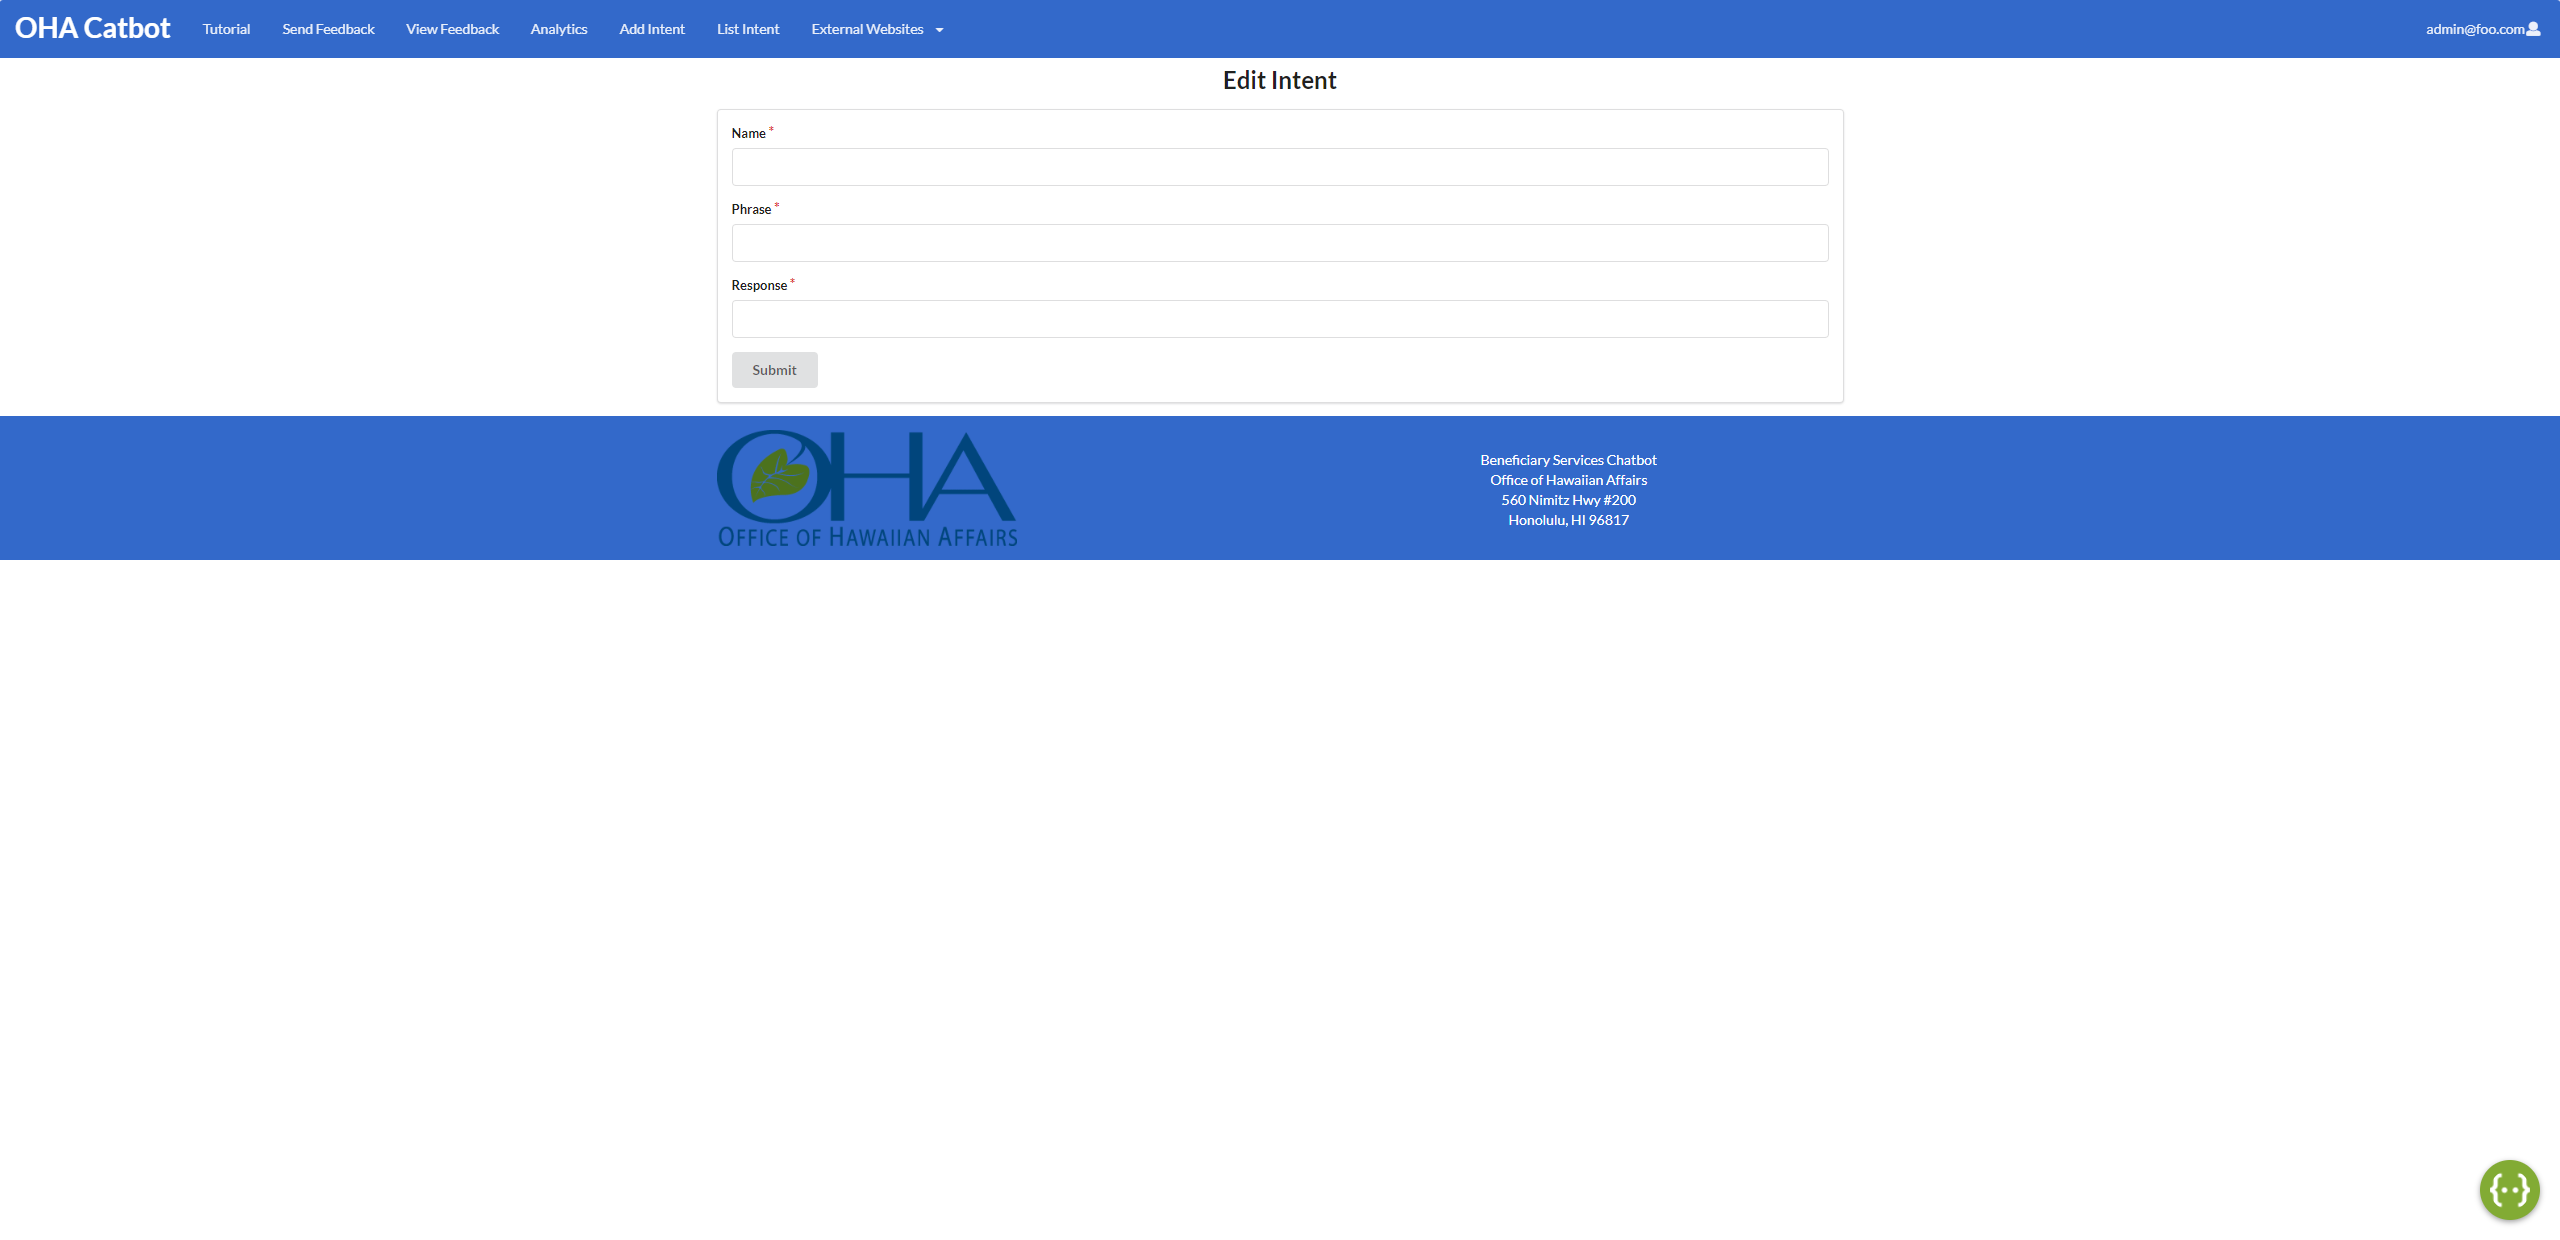 OHA Catbot Tutorial Send Feedback View Feedback Analytics Add Intent List Intent External Websites admin@foo.com
Edit Intent
Name *
Phrase *
Response *
Submit
OHA
OFFICE OF HAWAIIAN AFFAIRS
Beneficiary Services Chatbot
Office of Hawaiian Affairs
560 Nimitz Hwy #200
Honolulu, HI 96817
{··}